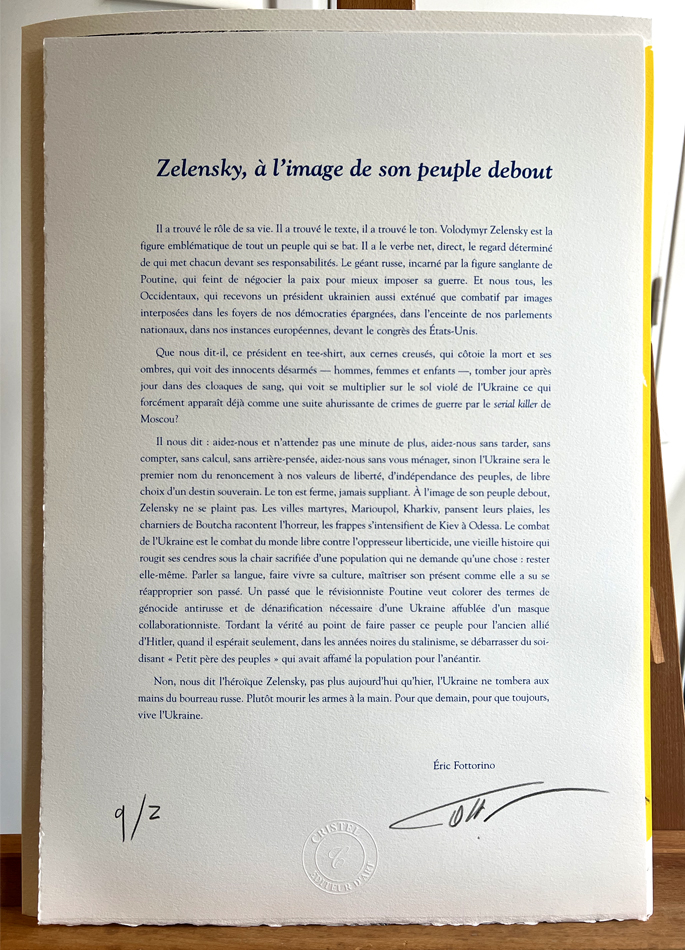 Zelensky, à l'image de son peuple debout
Il a trouvé le rôle de sa vie. Il a trouvé le texte, il a trouvé le ton. Volodymyr Zelensky est la
figure emblématique de tout un peuple qui se bat. Il a le verbe net, direct, le regard déterminé
de qui met chacun devant ses responsabilités. Le géant russe, incarné par la figure sanglante de
Poutine, qui feint de négocier la paix pour mieux imposer sa guerre. Et nous tous, les
Occidentaux, qui recevons un président ukrainien aussi exténué que combatif par images
interposées dans les foyers de nos démocraties épargnées, dans l'enceinte de nos parlements
nationaux, dans nos instances européennes, devant le congrès des États-Unis.
Que nous dit-il, ce président en tee-shirt, aux cernes creusés, qui côtoie la mort et ses
ombres, qui voit des innocents désarmés — hommes, femmes et enfants —, tomber jour après
jour dans des cloaques de sang, qui voit se multiplier sur le sol violé de l'Ukraine ce qui
forcément apparaît déjà comme une suite ahurissante de crimes de guerre par le serial killer de
Moscou?
Il nous dit : aidez-nous et n'attendez pas une minute de plus, aidez-nous sans tarder, sans
compter, sans calcul, sans arrière-pensée, aidez-nous sans vous ménager, sinon l'Ukraine sera le
premier nom du renoncement à nos valeurs de liberté, d'indépendance des peuples, de libre
choix d'un destin souverain. Le ton est ferme, jamais suppliant. À l'image de son peuple debout,
Zelensky ne se plaint pas. Les villes martyres, Marioupol, Kharkiv, pansent leurs plaies, les
charniers de Boutcha racontent l'horreur, les frappes s'intensifient de Kiev à Odessa. Le combat
de l'Ukraine est le combat du monde libre contre l'oppresseur liberticide, une vieille histoire qui
rougit ses cendres sous la chair sacrifiée d'une population qui ne demande qu'une chose : rester
elle-même. Parler sa langue, faire vivre sa culture, maîtriser son présent comme elle a su se
réapproprier son passé. Un passé que le révisionniste Poutine veut colorer des termes de
génocide antirusse et de dénazification nécessaire d'une Ukraine affublée d'un masque
collaborationniste. Tordant la vérité au point de faire passer ce peuple pour l'ancien allié
d'Hitler, quand il espérait seulement, dans les années noires du stalinisme, se débarrasser du soi-
disant « Petit père des peuples » qui avait affamé la population pour l'anéantir.
Non, nous dit l'héroïque Zelensky, pas plus aujourd'hui qu'hier, l'Ukraine ne tombera aux
mains du bourreau russe. Plutôt mourir les armes à la main. Pour que demain, pour que toujours,
vive l'Ukraine.
Éric Fottorino
9/2
CRISTEL
ÉDITEUR D'ART